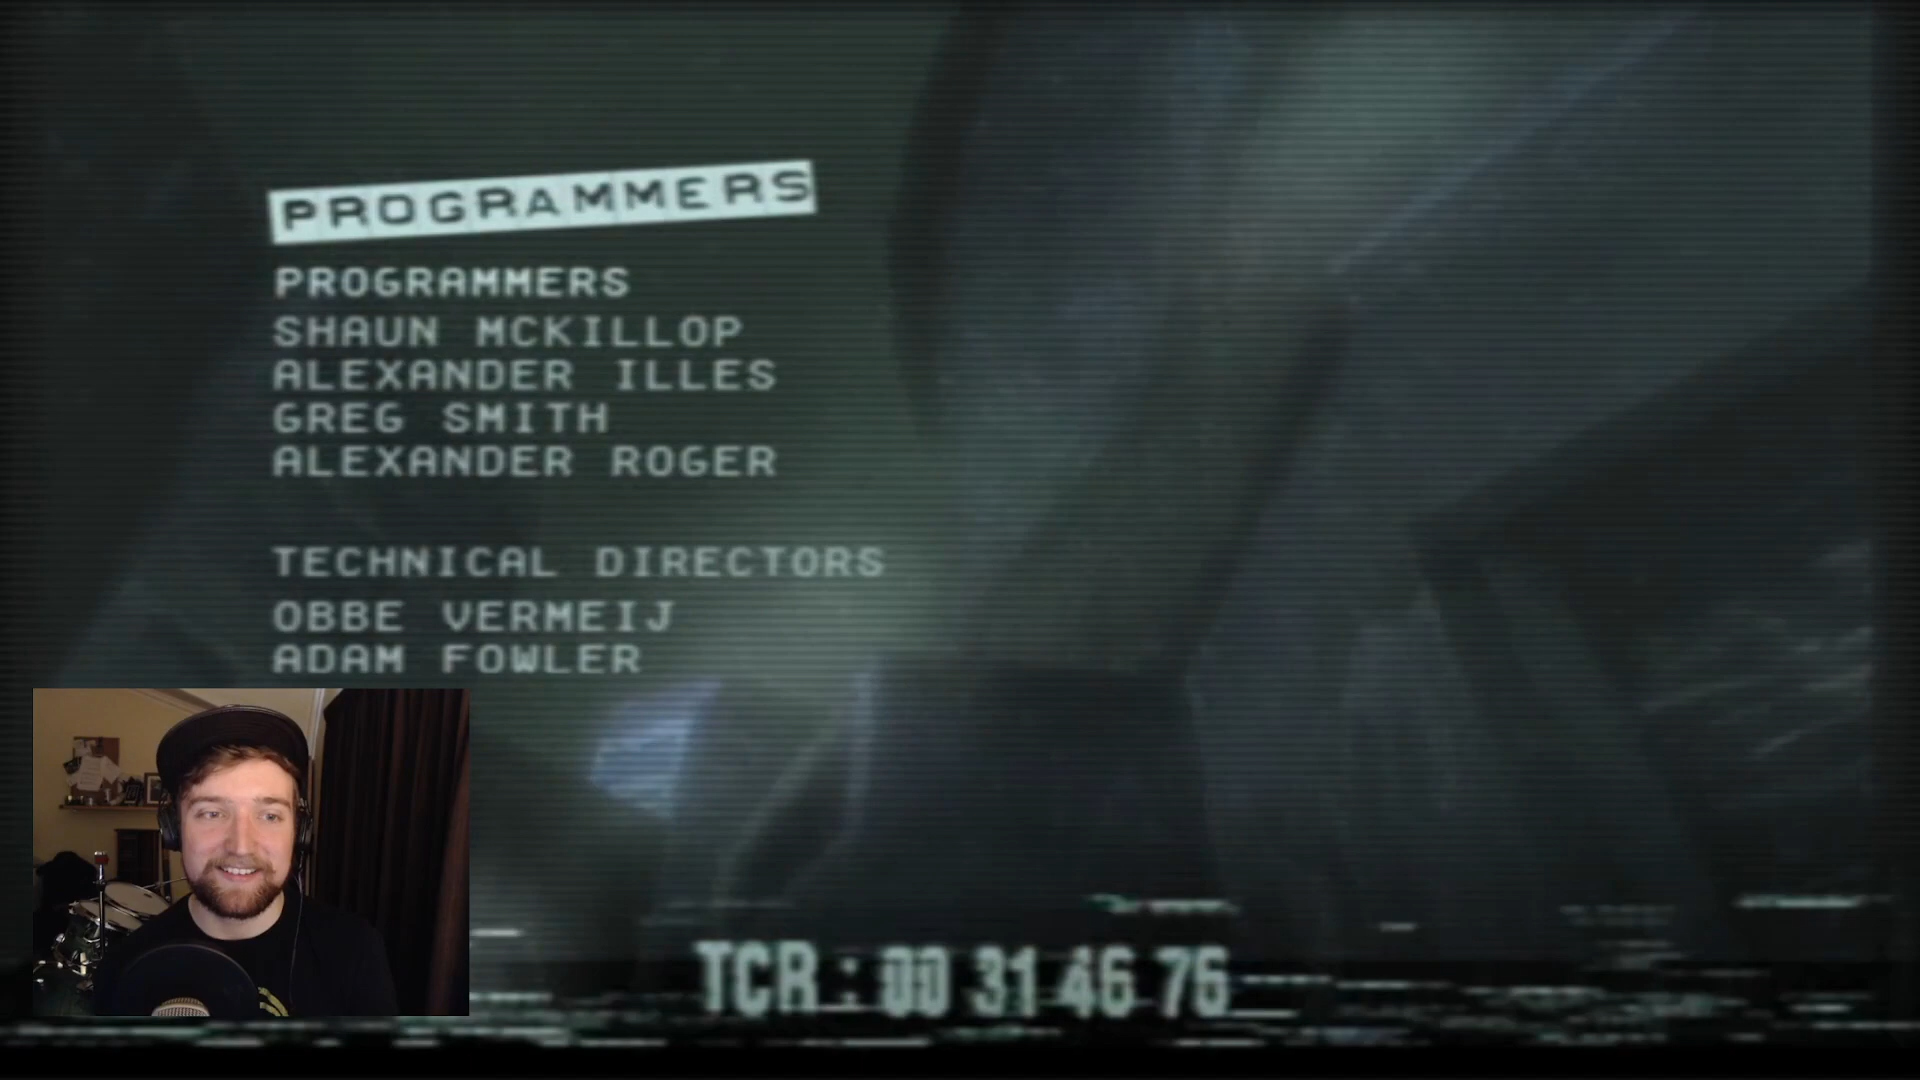 PROGRAMMERS
PROGRAMMERS
SHAUN MCKILLOP
ALEXANDER ILLES
GREG SMITH
ALEXANDER ROGER
TECHNICAL DIRECTORS
OBBE VERMEIJ
ADAM FOWLER
TCR : 00 31 46 76